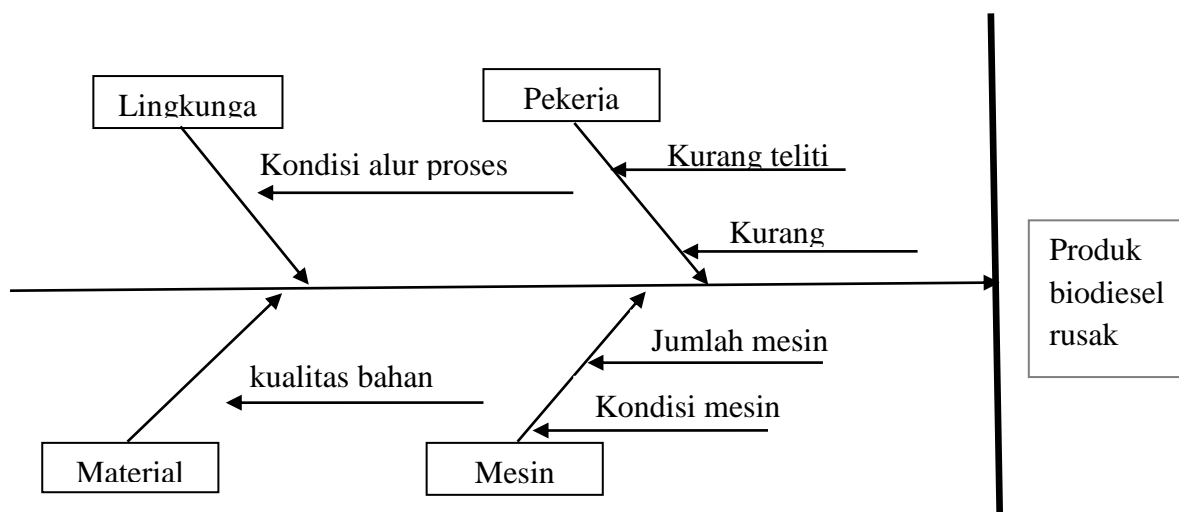 Lingkunga
Pekerja
Kondisi alur proses
Kurang teliti
Kurang
Produk
biodiesel
rusak
Jumlah mesin
kualitas bahan
Kondisi mesin
Material
Mesin